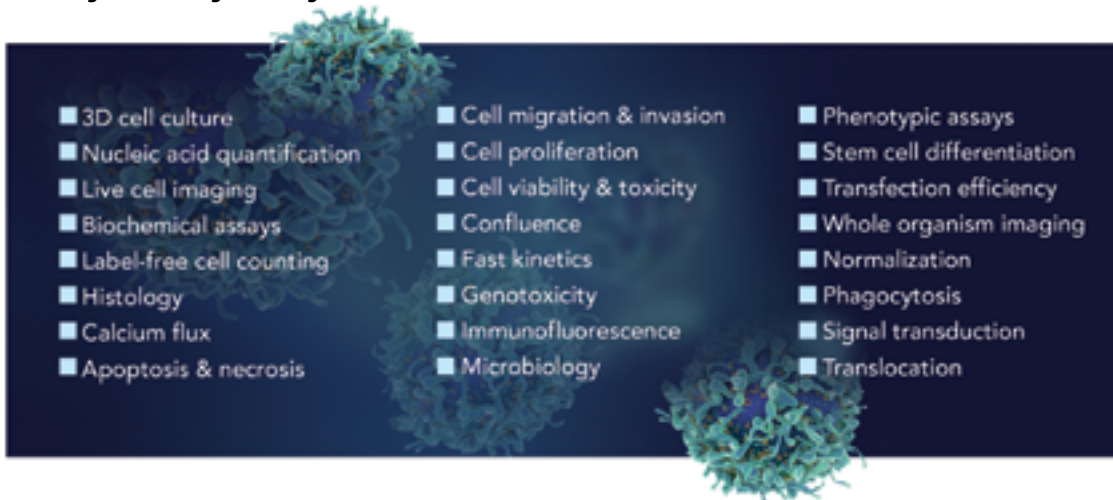 3D cell culture
Nucleic acid quantification
Live cell imaging
Biochemical assays
Label-free cell counting
Histology
Calcium flux
Apoptosis & necrosis
Cell migration & invasion
Cell proliferation
Cell viability & toxicity
Confluence
Fast kinetics
Genotoxicity
Immunofluorescence
Microbiology
Phenotypic assays
Stem cell differentiation
Transfection efficiency
Whole organism imaging
Normalization
Phagocytosis
Signal transduction
Translocation